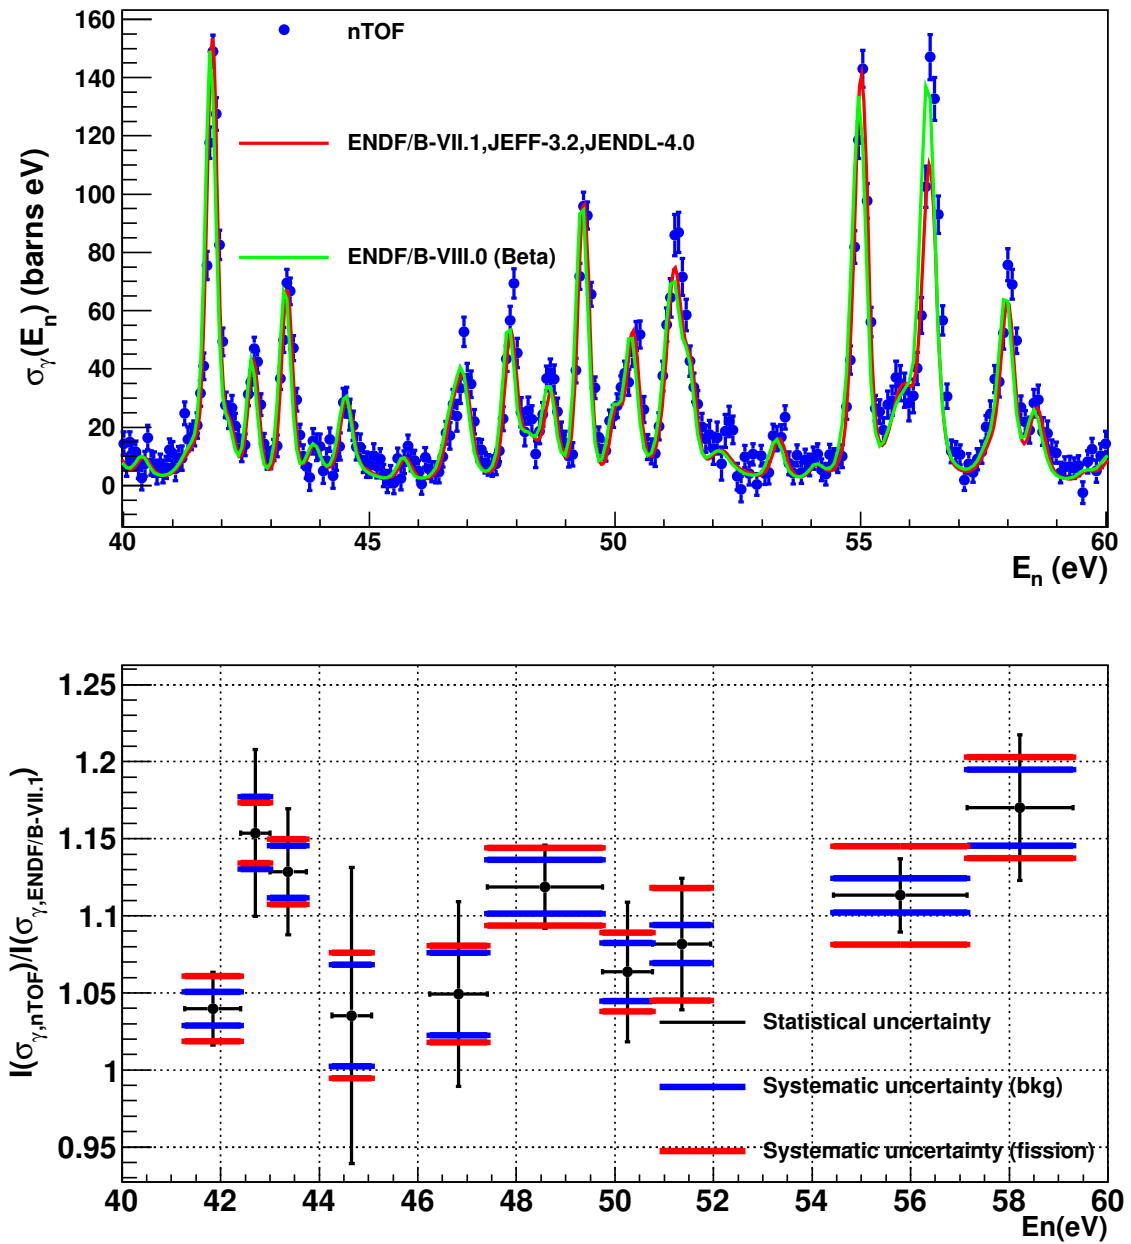 160
140
120
100
80
60
40
20
0
σγ(En) (barns eV)
nTOF
ENDF/B-VII.1,JEFF-3.2,JENDL-4.0
ENDF/B-VIII.0 (Beta)
40 45 50 55 60
En (eV)
1.25
1.2
1.15
1.1
1.05
1
0.95
I(σγ,nTOF)/I(σγ,ENDF/B-VII.1)
Statistical uncertainty
Systematic uncertainty (bkg)
Systematic uncertainty (fission)
40 42 44 46 48 50 52 54 56 58 60
En(eV)